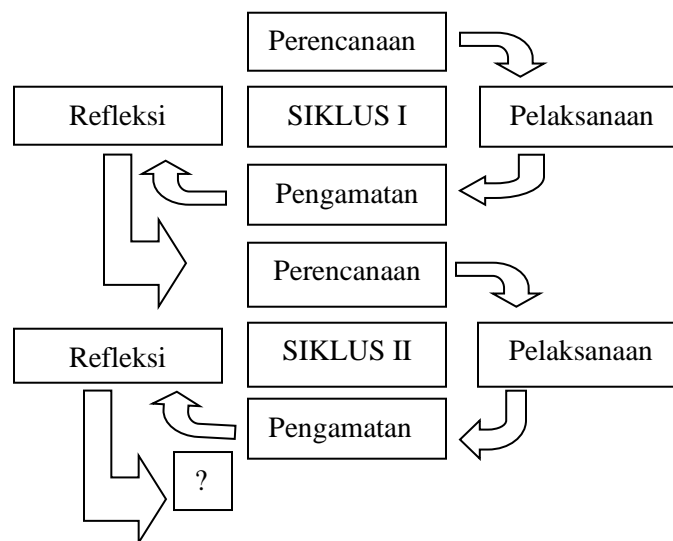 Perencanaan
Refleksi
SIKLUS I
Pelaksanaan
Pengamatan
Perencanaan
Refleksi
SIKLUS II
Pelaksanaan
Pengamatan
?